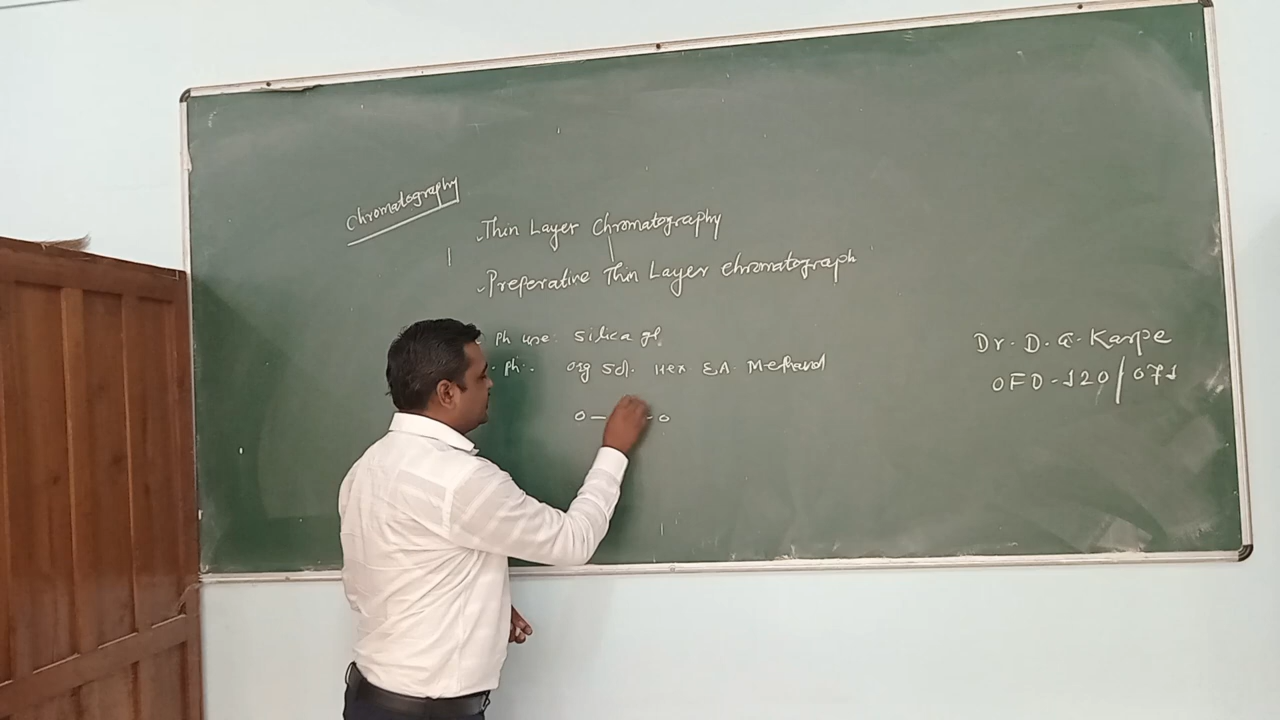 Chromatography
Thin Layer Chromatography
Preperative Thin Layer chromatograph
ph use: silica gel
ph: org sol. Hex EA. Methanol
o — — o
Dr. D. G. Karpe
OFD-120/071